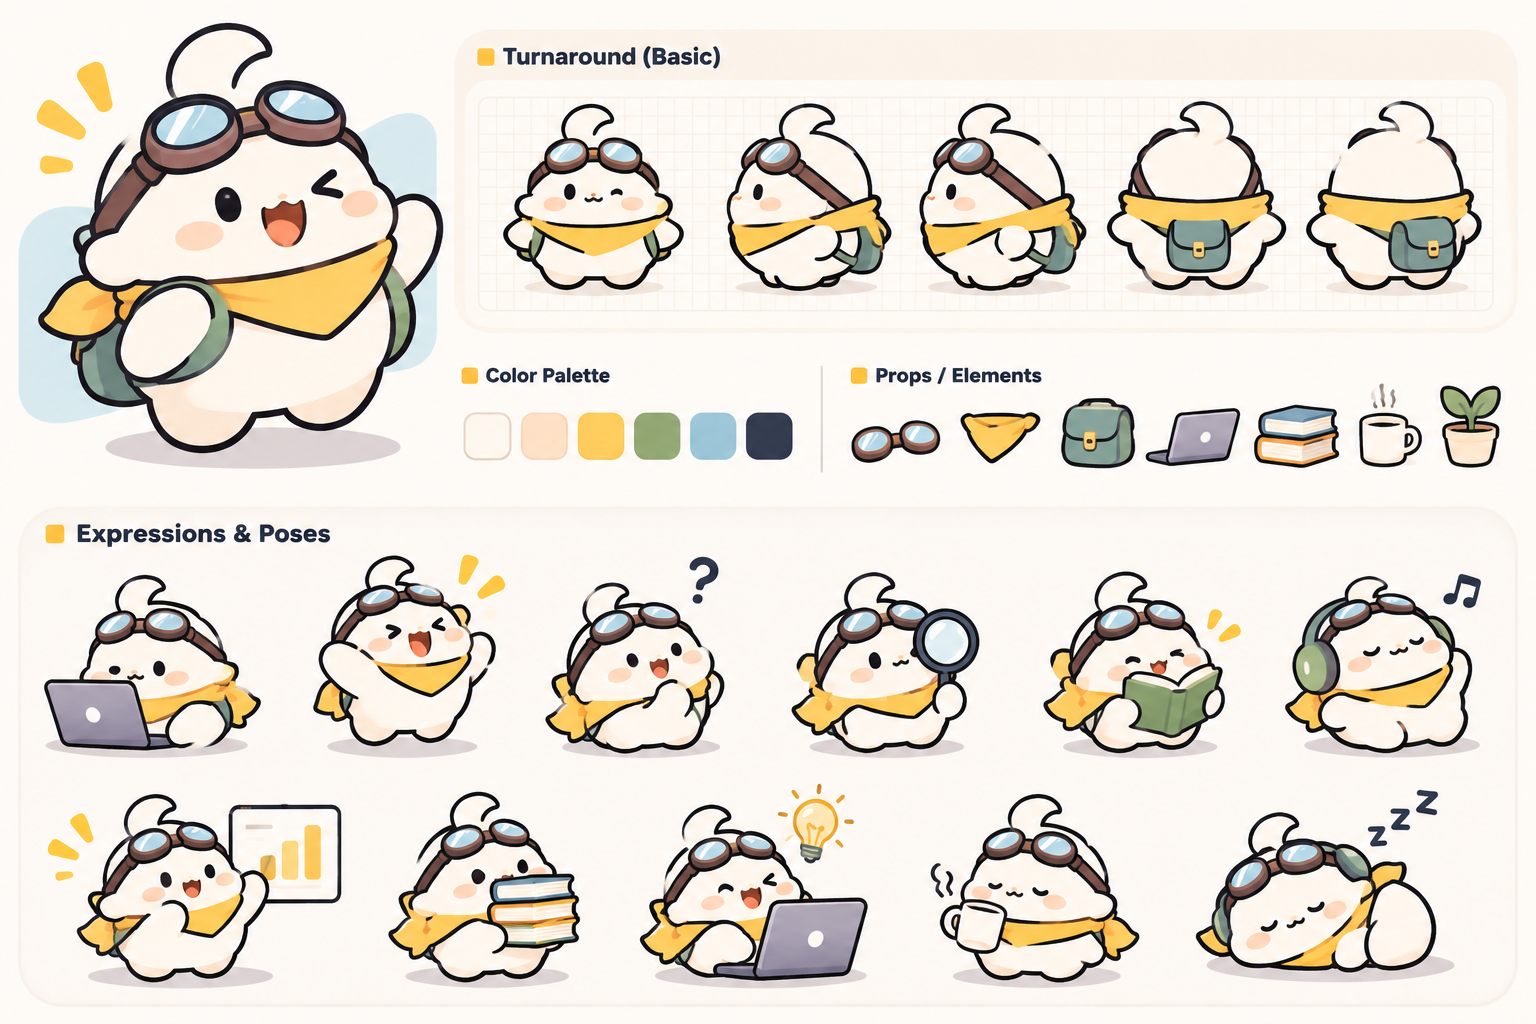 Turnaround (Basic)
Color Palette
Props / Elements
Expressions & Poses
?
z z z